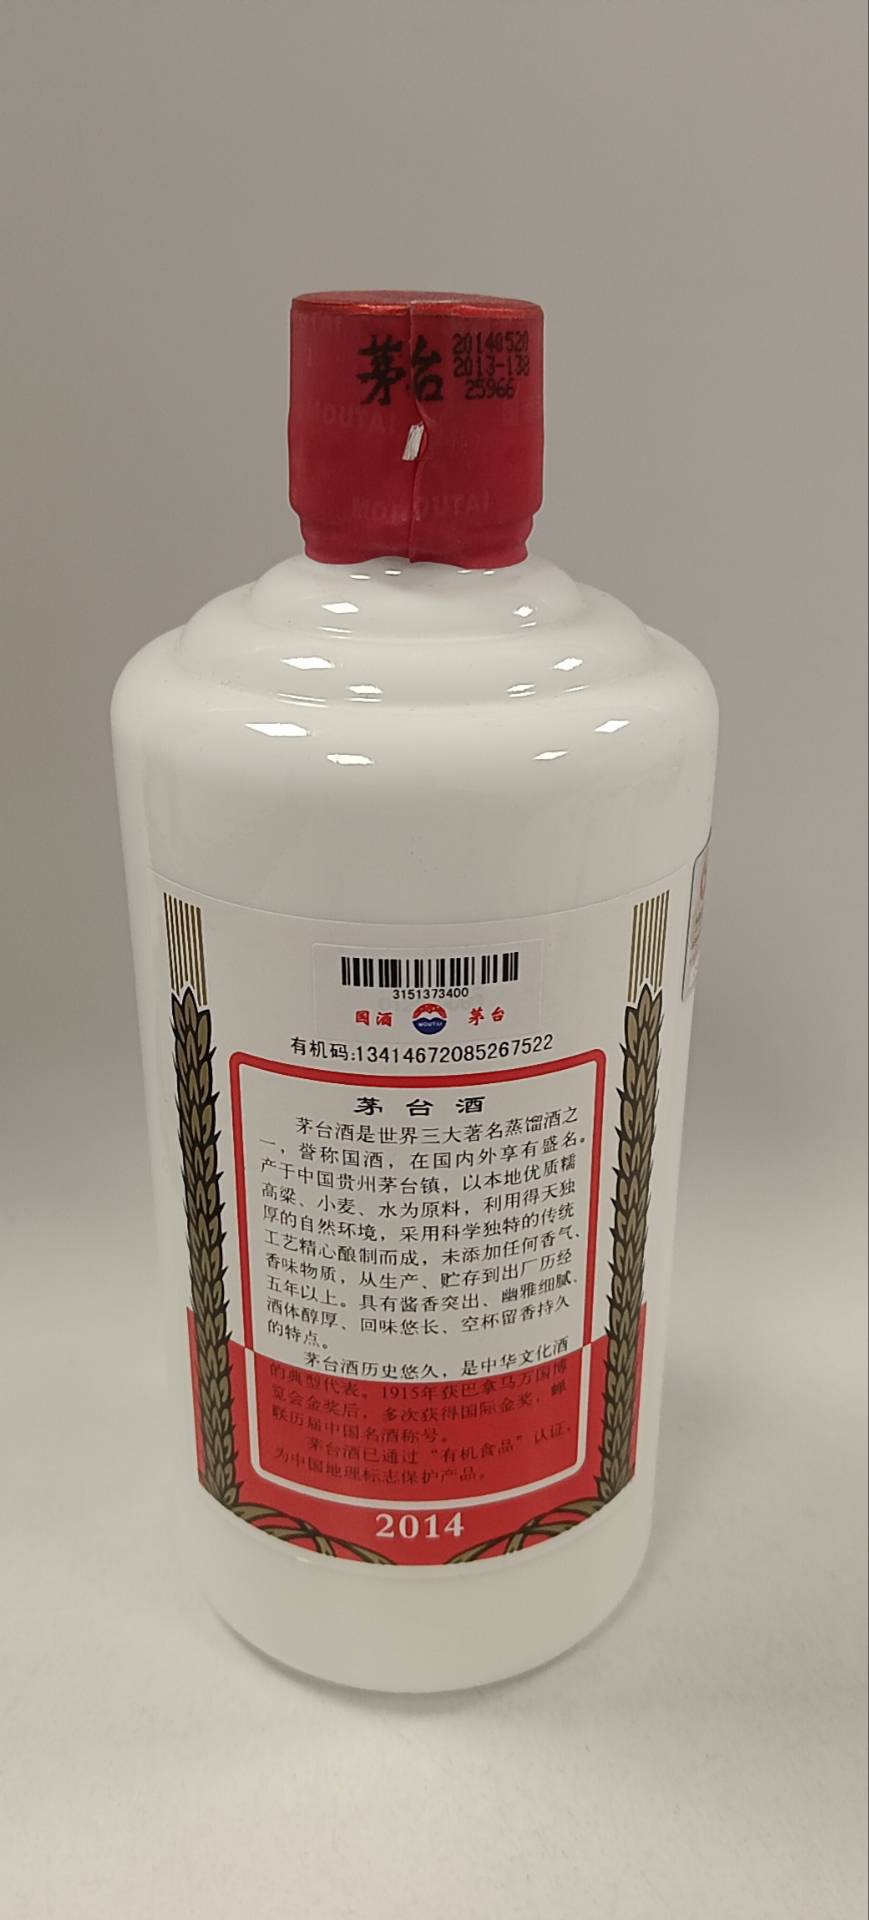 茅台
20140520
2013-138
25966
MOUTAI
MOUTAI
3151373400
国酒 MOUTAI 茅台
有机码:13414672085267522
茅台酒
茅台酒是世界三大著名蒸馏酒之
一，誉称国酒，在国内外享有盛名。
产于中国贵州茅台镇，以本地优质糯
高粱、小麦、水为原料，利用得天独
厚的自然环境，采用科学独特的传统
工艺精心酿制而成，未添加任何香气、
香味物质，从生产、贮存到出厂历经
五年以上。具有酱香突出、幽雅细腻、
酒体醇厚、回味悠长、空杯留香持久
的特点。
茅台酒历史悠久，是中华文化酒
的典型代表。1915年获巴拿马万国博
览会金奖后，多次获得国际金奖，蝉
联历届中国名酒称号。
茅台酒已通过“有机食品”认证，
为中国地理标志保护产品。
2014